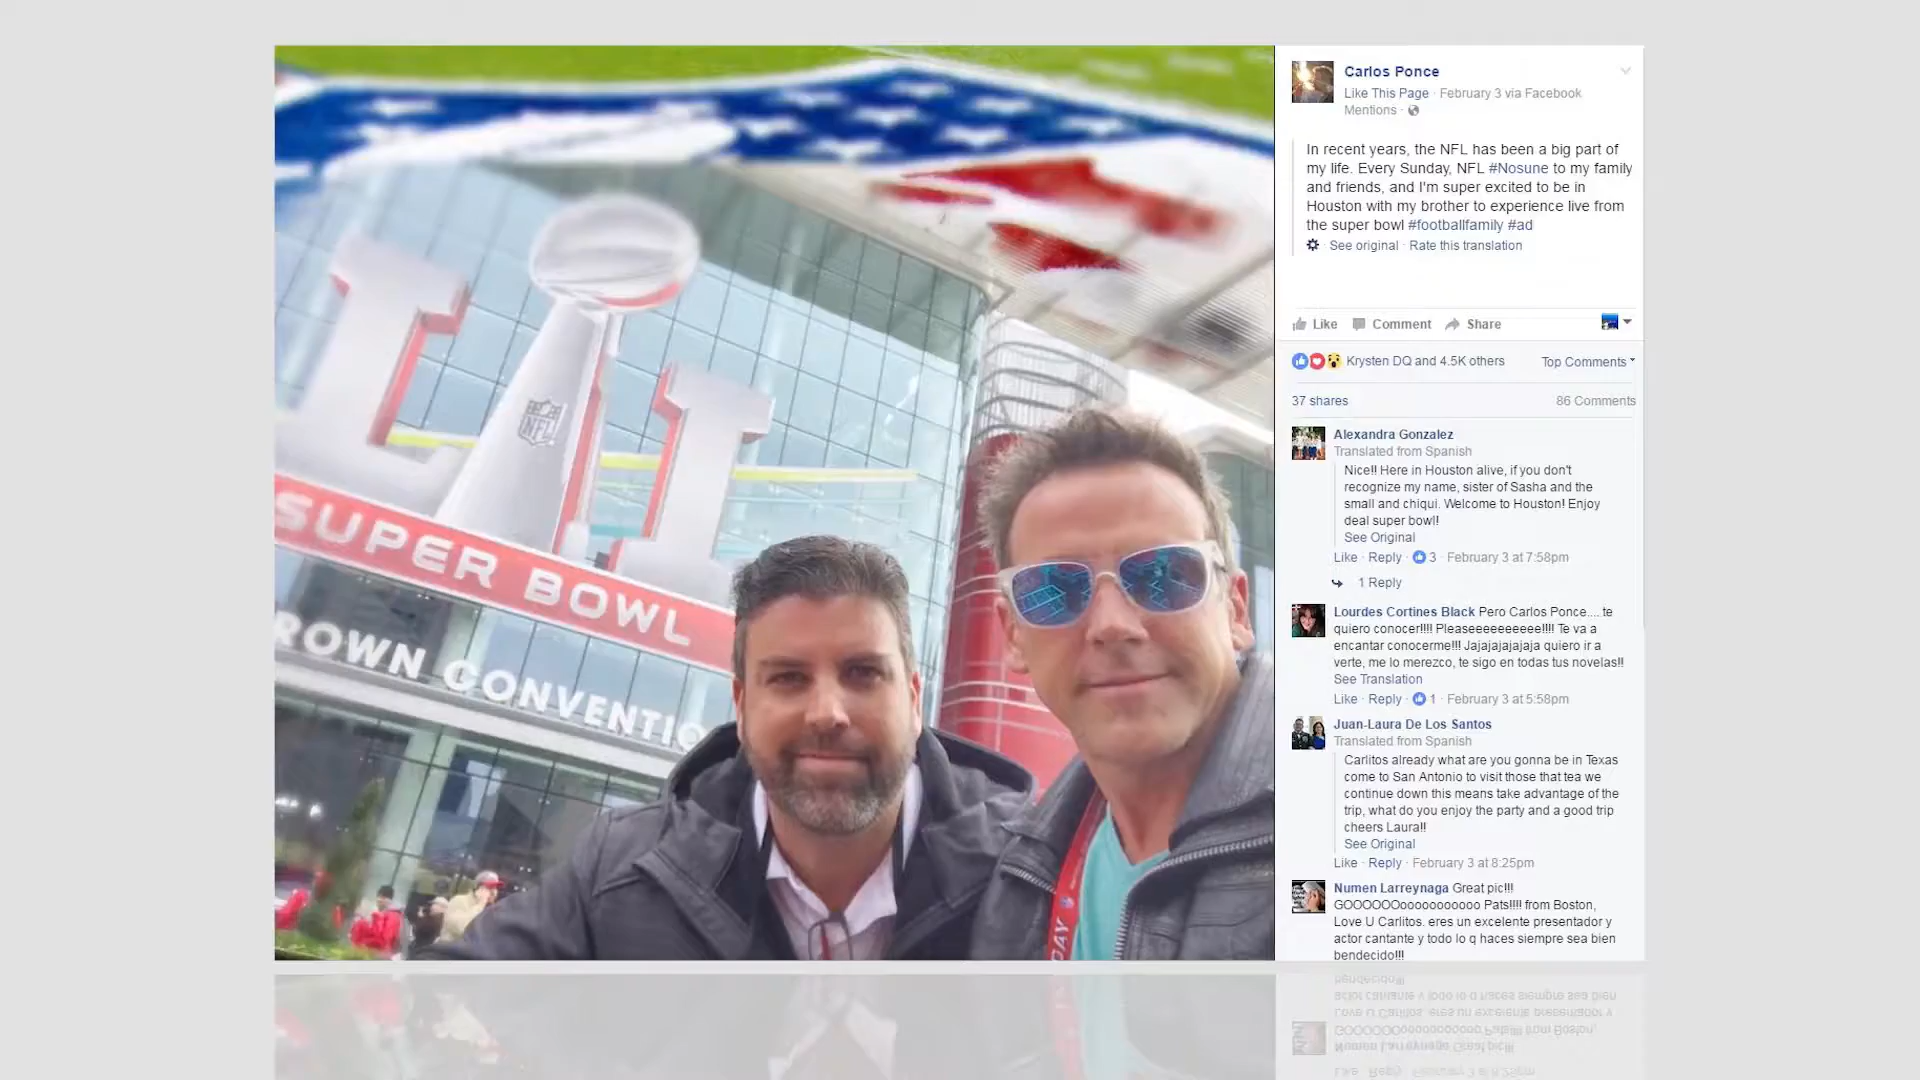 LI
NFL
SUPER BOWL
ROWN CONVENTIO
DAY
Carlos Ponce
Like This Page · February 3 via Facebook
Mentions ·
In recent years, the NFL has been a big part of
my life. Every Sunday, NFL #Nosune to my family
and friends, and I'm super excited to be in
Houston with my brother to experience live from
the super bowl #footballfamily #ad
· See original · Rate this translation
Like Comment Share
Krysten DQ and 4.5K others Top Comments
37 shares 86 Comments
Alexandra Gonzalez
Translated from Spanish
Nice!! Here in Houston alive, if you don't
recognize my name, sister of Sasha and the
small and chiqui. Welcome to Houston! Enjoy
deal super bowl!
See Original
Like · Reply · 3 · February 3 at 7:58pm
1 Reply
Lourdes Cortines Black Pero Carlos Ponce.... te
quiero conocer!!!! Pleaseeeeeeeeee!!!! Te va a
encantar conocerme!!! Jajajajajajaja quiero ir a
verte, me lo merezco, te sigo en todas tus novelas!!
See Translation
Like · Reply · 1 · February 3 at 5:58pm
Juan-Laura De Los Santos
Translated from Spanish
Carlitos already what are you gonna be in Texas
come to San Antonio to visit those that tea we
continue down this means take advantage of the
trip, what do you enjoy the party and a good trip
cheers Laura!!
See Original
Like · Reply · February 3 at 8:25pm
Numen Larreynaga Great pic!!!
GOOOOOOooooooooooo Pats!!!! from Boston,
Love U Carlitos. eres un excelente presentador y
actor cantante y todo lo q haces siempre sea bien
bendecido!!!